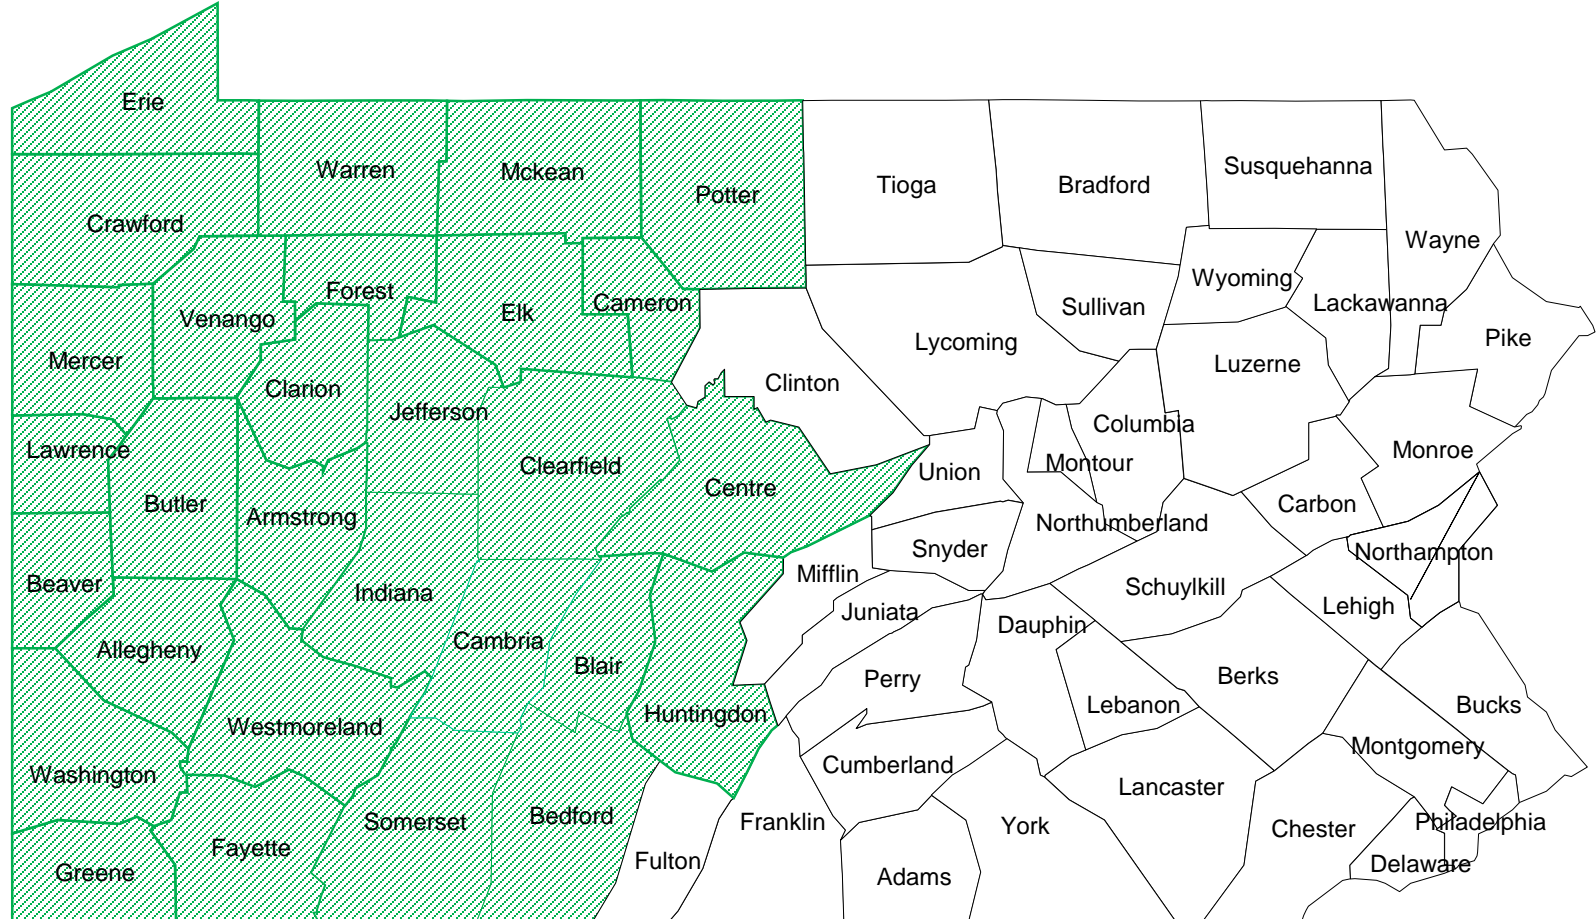 Erie
Warren
Mckean
Potter
Tioga
Bradford
Susquehanna
Crawford
Wayne
Wyoming
Forest
Cameron
Lackawanna
Venango
Elk
Sullivan
Pike
Mercer
Lycoming
Luzerne
Clarion
Clinton
Jefferson
Columbia
Lawrence
Clearfield
Union
Montour
Monroe
Butler
Armstrong
Centre
Northumberland
Carbon
Snyder
Northampton
Beaver
Indiana
Mifflin
Schuylkill
Lehigh
Juniata
Dauphin
Allegheny
Cambria
Blair
Perry
Berks
Westmoreland
Huntingdon
Lebanon
Bucks
Washington
Cumberland
Montgomery
Lancaster
Somerset
Bedford
Franklin
York
Chester
Philadelphia
Fayette
Fulton
Delaware
Greene
Adams